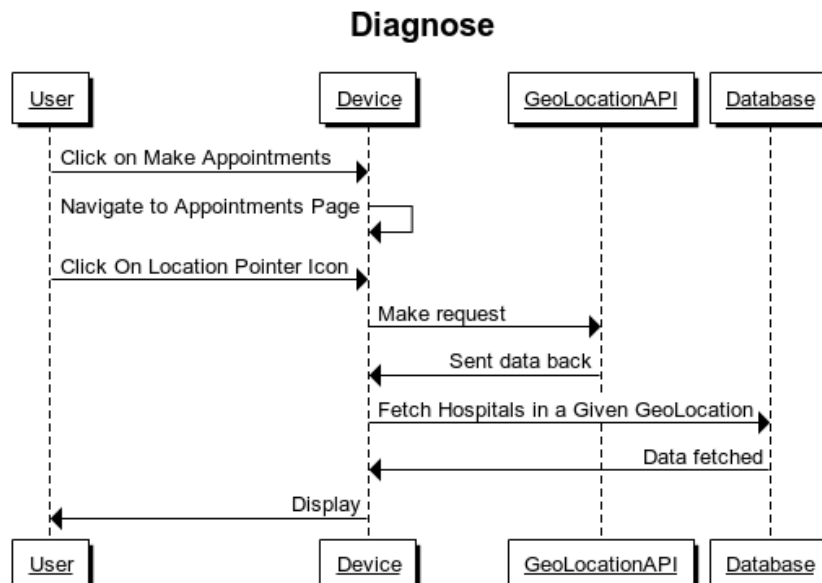 Diagnose
User Device GeoLocationAPI Database
Click on Make Appointments
Navigate to Appointments Page
Click On Location Pointer Icon
Make request
Sent data back
Fetch Hospitals in a Given GeoLocation
Data fetched
Display
User Device GeoLocationAPI Database